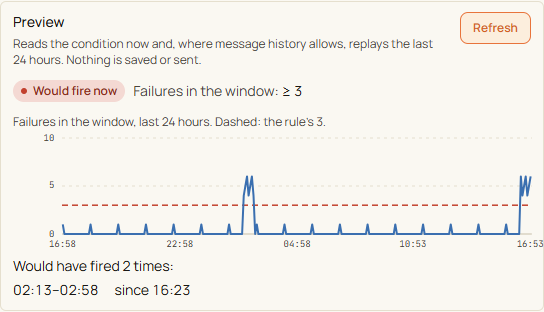 Preview
Refresh
Reads the condition now and, where message history allows, replays the last
24 hours. Nothing is saved or sent.
Would fire now Failures in the window: ≥ 3
Failures in the window, last 24 hours. Dashed: the rule's 3.
10
5
0
16:58 22:58 04:58 10:53 16:53
Would have fired 2 times:
02:13–02:58 since 16:23